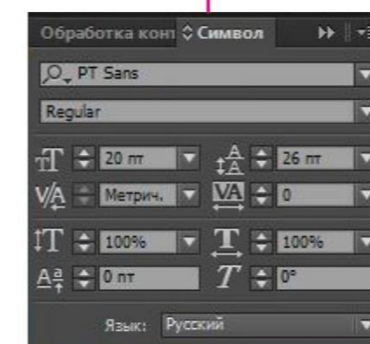 Обработка конт Символ
PT Sans
Regular
20 пт 26 пт
Метрич. 0
100% 100%
0 пт 0°
Язык: Русский